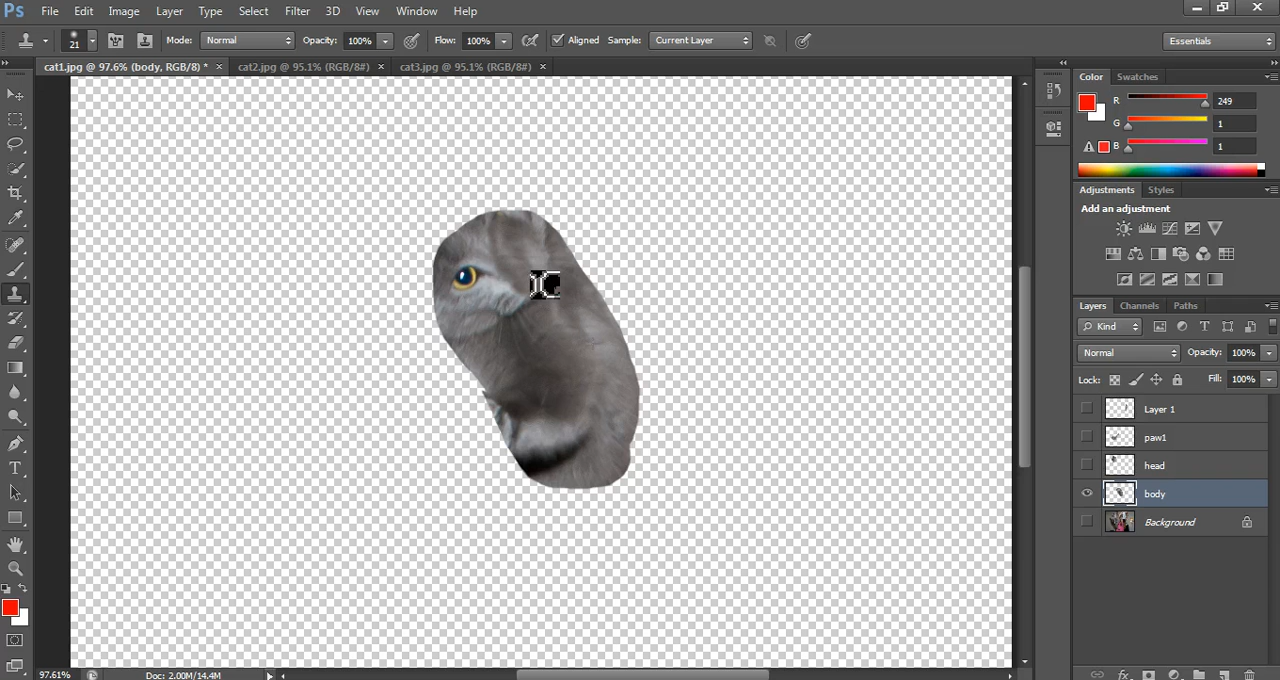 Ps File Edit Image Layer Type Select Filter 3D View Window Help
21 Mode: Normal Opacity: 100% Flow: 100% Aligned Sample: Current Layer Essentials
cat1.jpg @ 97.6% (body, RGB/8) * × cat2.jpg @ 95.1% (RGB/8#) × cat3.jpg @ 95.1% (RGB/8#) ×
Color Swatches
R 249
G 1
B 1
Adjustments Styles
Add an adjustment
Layers Channels Paths
Kind
Normal Opacity: 100%
Lock: Fill: 100%
Layer 1
paw1
head
body
Background
97.61% Doc: 2.00M/14.4M